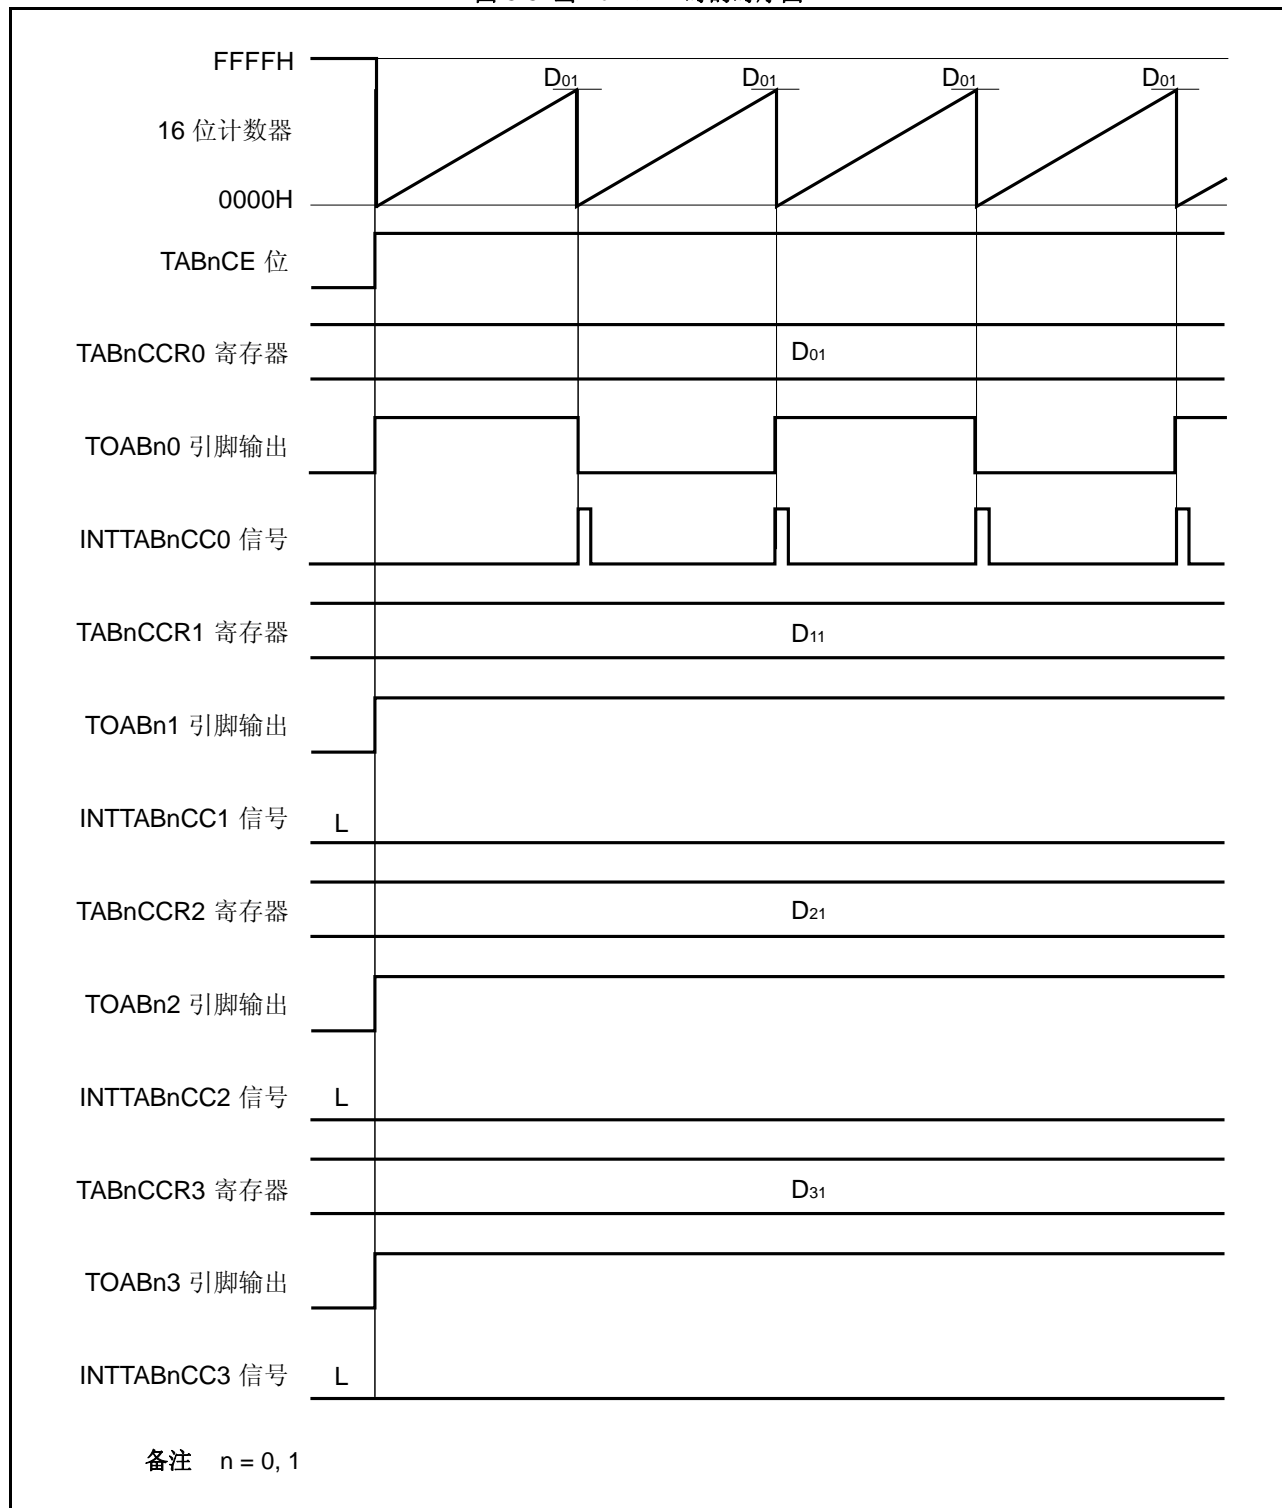 FFFFH
D01 D01 D01 D01
16 位计数器
0000H
TABnCE 位
TABnCCR0 寄存器 D01
TOABn0 引脚输出
INTTABnCC0 信号
TABnCCR1 寄存器 D11
TOABn1 引脚输出
INTTABnCC1 信号 L
TABnCCR2 寄存器 D21
TOABn2 引脚输出
INTTABnCC2 信号 L
TABnCCR3 寄存器 D31
TOABn3 引脚输出
INTTABnCC3 信号 L
备注 n = 0, 1